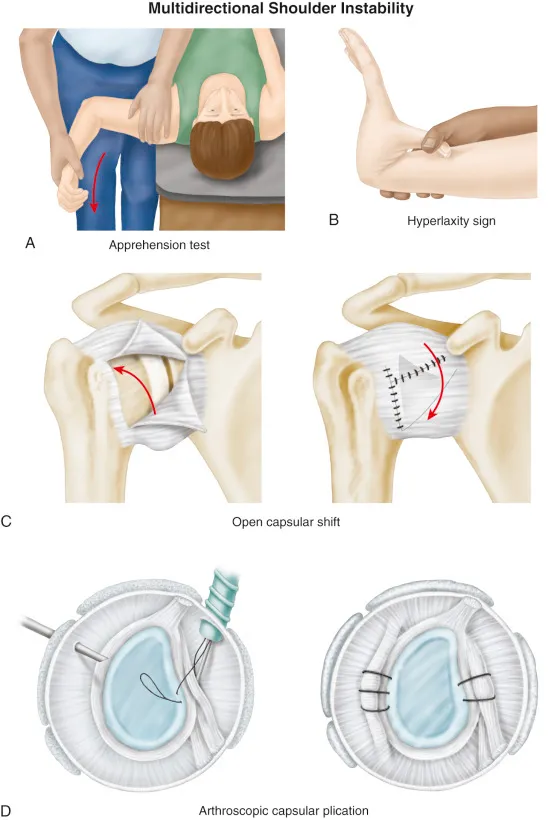 Multidirectional Shoulder Instability
A
Apprehension test
B
Hyperlaxity sign
C
Open capsular shift
D
Arthroscopic capsular plication